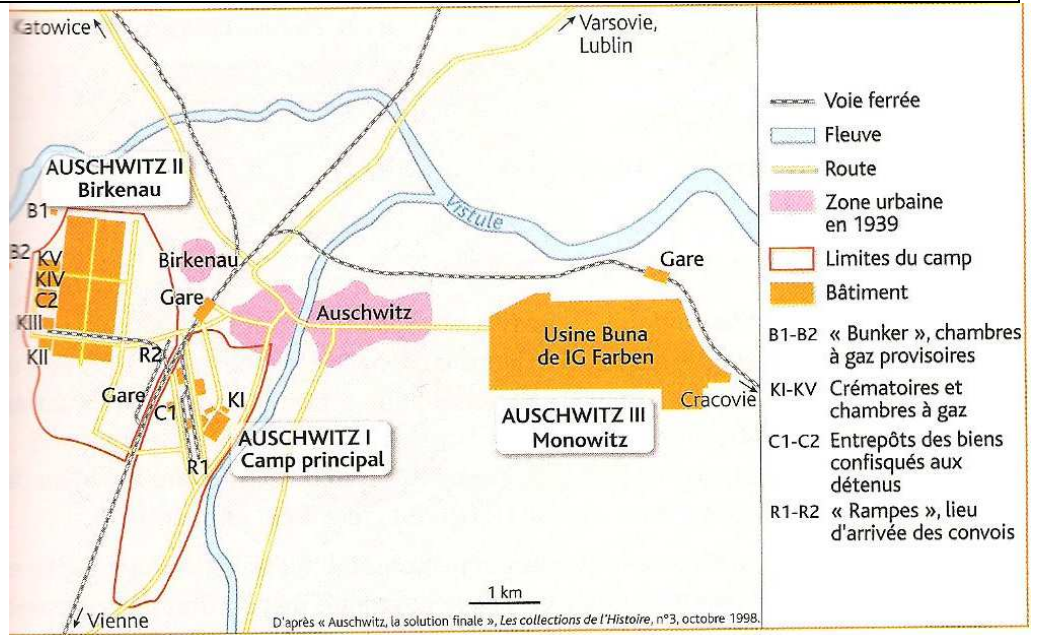 Katowice
Varsovie,
Lublin
AUSCHWITZ II
Birkenau
B1
B2
KV
KIV
C2
KIII
KII
Birkenau
Gare
R2
Gare
C1
KI
R1
AUSCHWITZ I
Camp principal
Auschwitz
Vistule
Gare
Usine Buna
de IG Farben
Cracovie
AUSCHWITZ III
Monowitz
Vienne
1 km
D'après « Auschwitz, la solution finale », Les collections de l'Histoire, n°3, octobre 1998.
Voie ferrée
Fleuve
Route
Zone urbaine
en 1939
Limites du camp
Bâtiment
B1-B2 « Bunker », chambres
à gaz provisoires
KI-KV Crématoires et
chambres à gaz
C1-C2 Entrepôts des biens
confisqués aux
détenus
R1-R2 « Rampes », lieu
d'arrivée des convois